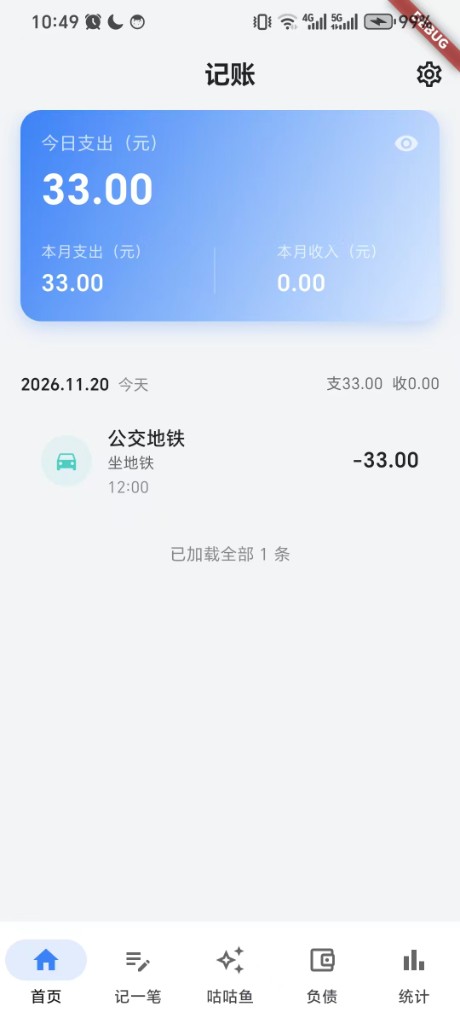 10:49 4G 5G 99%
DEBUG
记账
今日支出（元）
33.00
本月支出（元） 本月收入（元）
33.00 0.00
2026.11.20 今天 支33.00 收0.00
公交地铁
坐地铁 -33.00
12:00
已加载全部 1 条
首页 记一笔 咕咕鱼 负债 统计